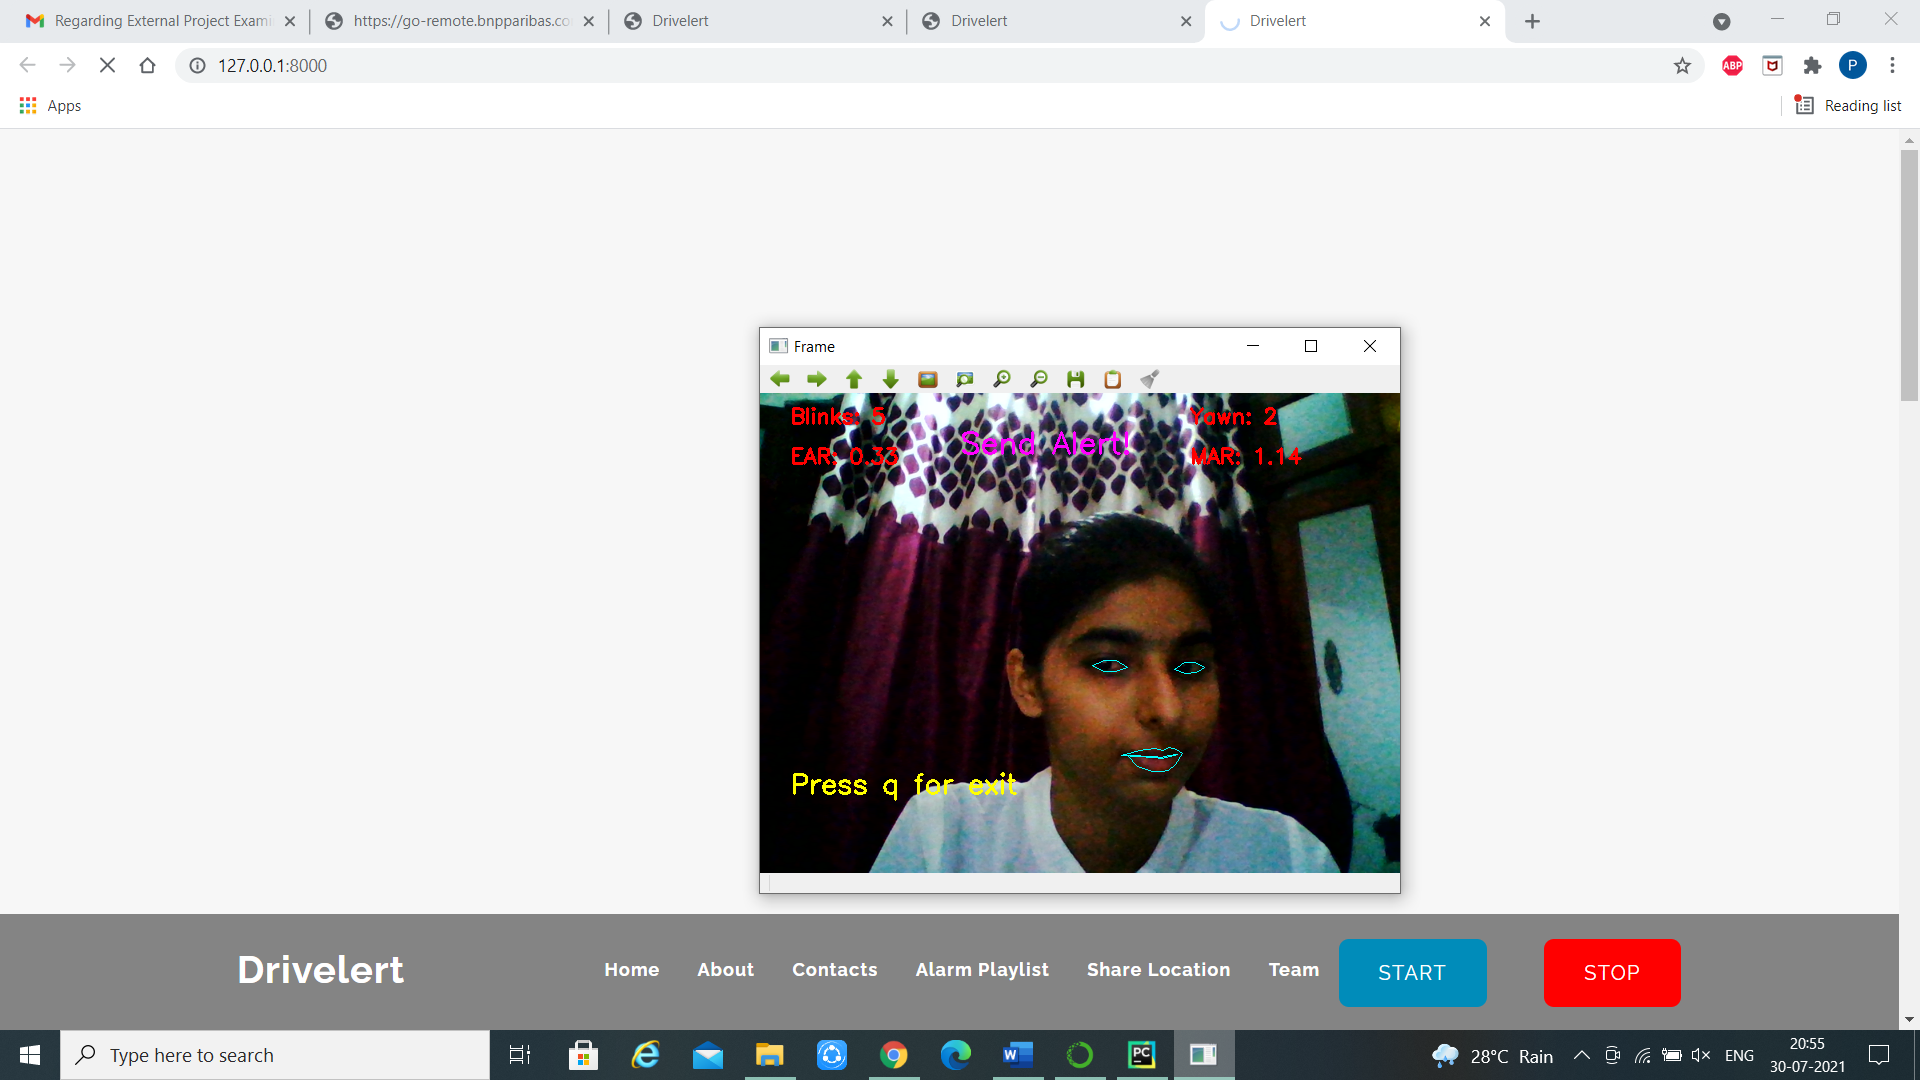 Regarding External Project Exami
https://go-remote.bnpparibas.co
Drivelert
Drivelert
Drivelert
127.0.0.1:8000
ABP
P
Apps
Reading list
Frame
Blinks: 5
Yawn: 2
Send Alert!
EAR: 0.33
MAR: 1.14
Press q for exit
Drivelert
Home
About
Contacts
Alarm Playlist
Share Location
Team
START
STOP
Type here to search
28°C Rain
ENG
20:55
30-07-2021